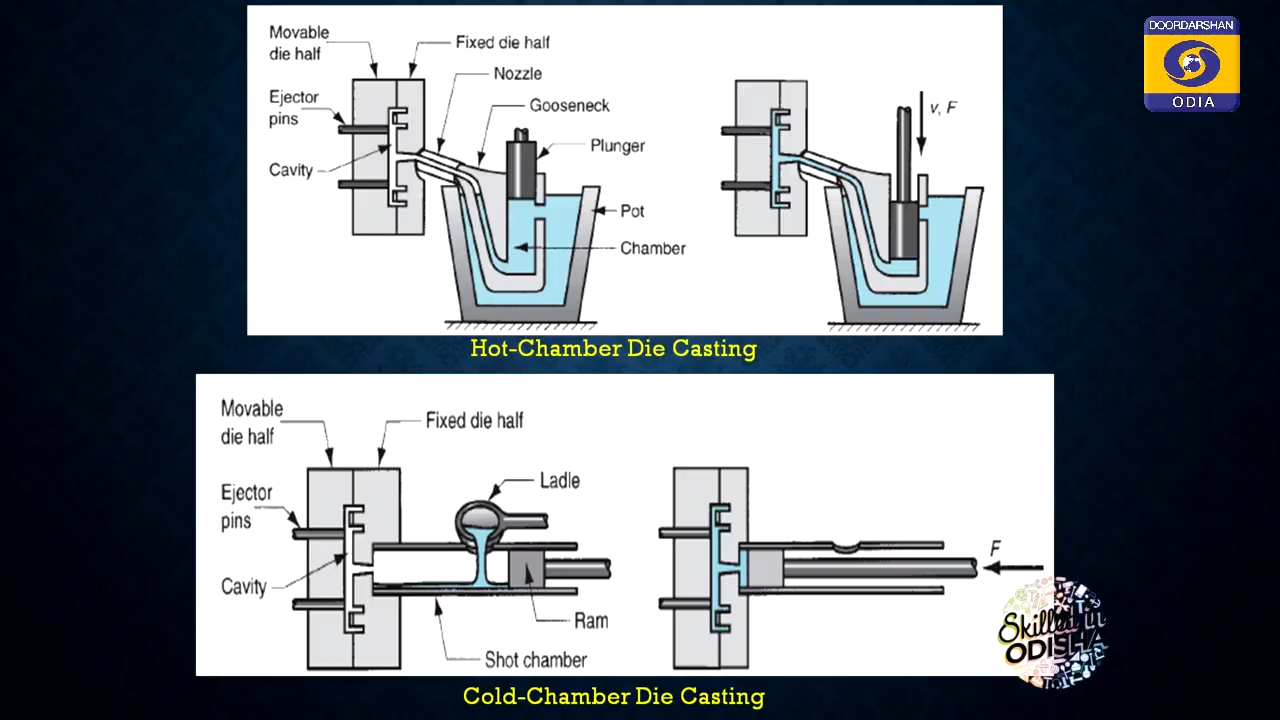 DOORDARSHAN
ODIA
Movable
die half
Fixed die half
Nozzle
Ejector
pins
Gooseneck
Plunger
Cavity
Pot
Chamber
v, F
Hot-Chamber Die Casting
Movable
die half
Fixed die half
Ladle
Ejector
pins
Cavity
Ram
Shot chamber
F
Skilled in
ODISHA
Cold-Chamber Die Casting